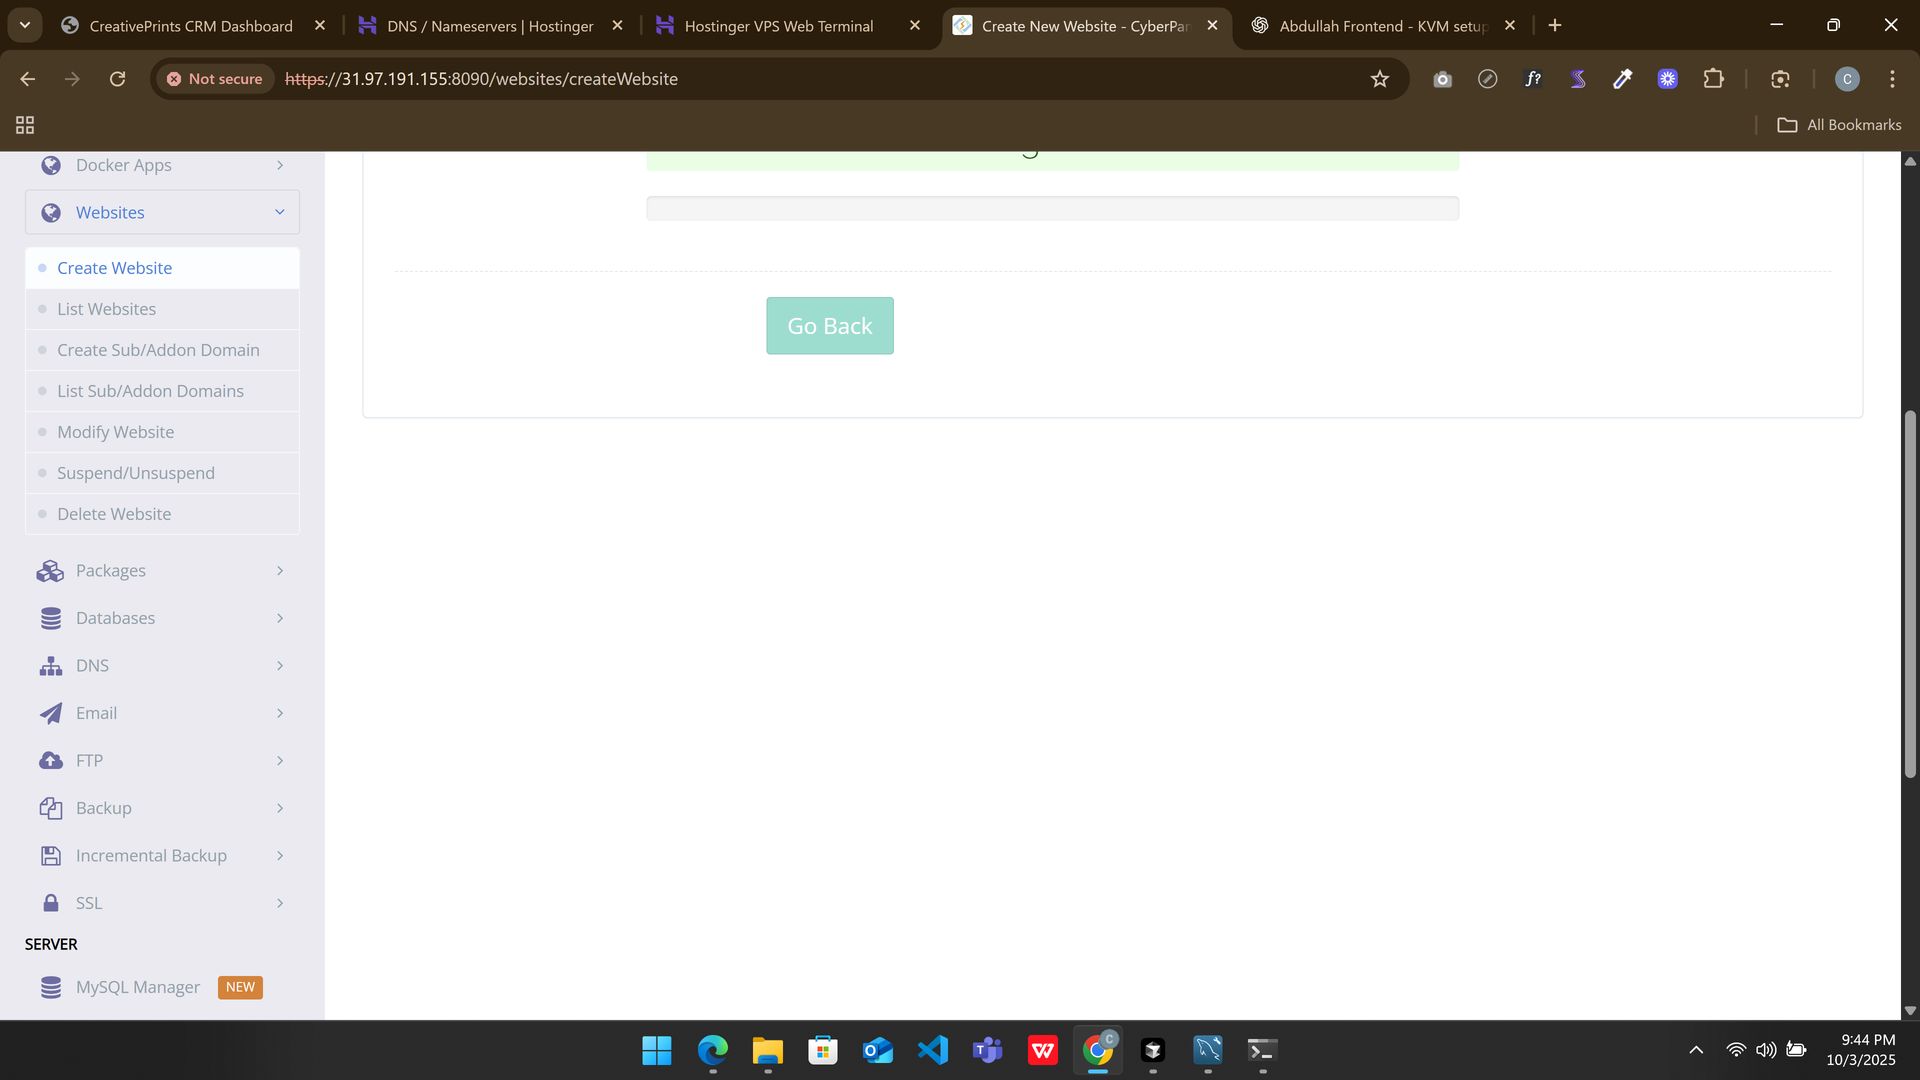 CreativePrints CRM Dashboard
DNS / Nameservers | Hostinger
Hostinger VPS Web Terminal
Create New Website - CyberPan
Abdullah Frontend - KVM setup
Not secure
https://31.97.191.155:8090/websites/createWebsite
f?
C
All Bookmarks
Docker Apps
Websites
Create Website
List Websites
Create Sub/Addon Domain
List Sub/Addon Domains
Modify Website
Suspend/Unsuspend
Delete Website
Packages
Databases
DNS
Email
FTP
Backup
Incremental Backup
SSL
SERVER
MySQL Manager NEW
Go Back
9:44 PM
10/3/2025